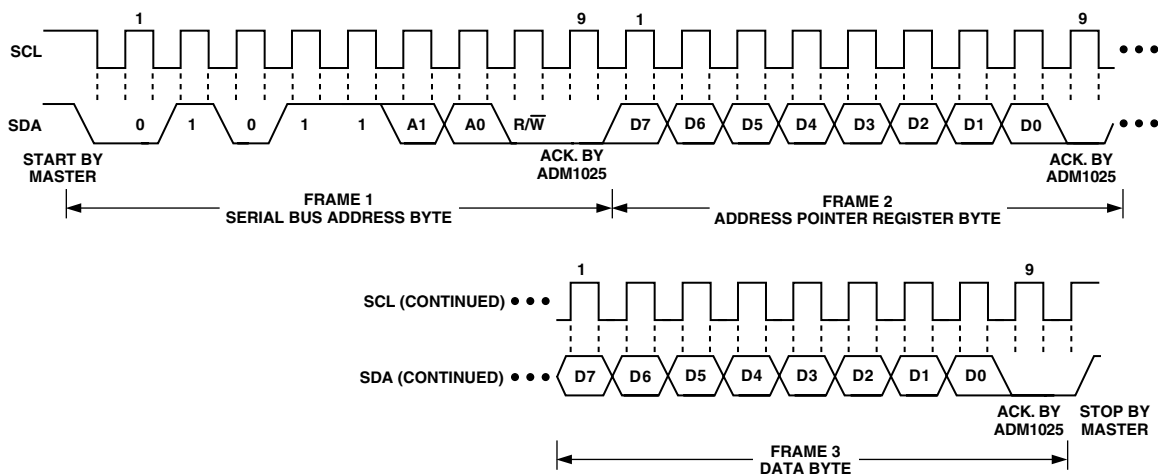 1 9 1 9
SCL
SDA 0 1 0 1 1 A1 A0 R/W̅ D7 D6 D5 D4 D3 D2 D1 D0
START BY
MASTER
ACK. BY
ADM1025
ACK. BY
ADM1025
FRAME 1
SERIAL BUS ADDRESS BYTE
FRAME 2
ADDRESS POINTER REGISTER BYTE
1 9
SCL (CONTINUED)
SDA (CONTINUED) D7 D6 D5 D4 D3 D2 D1 D0
ACK. BY
ADM1025
STOP BY
MASTER
FRAME 3
DATA BYTE